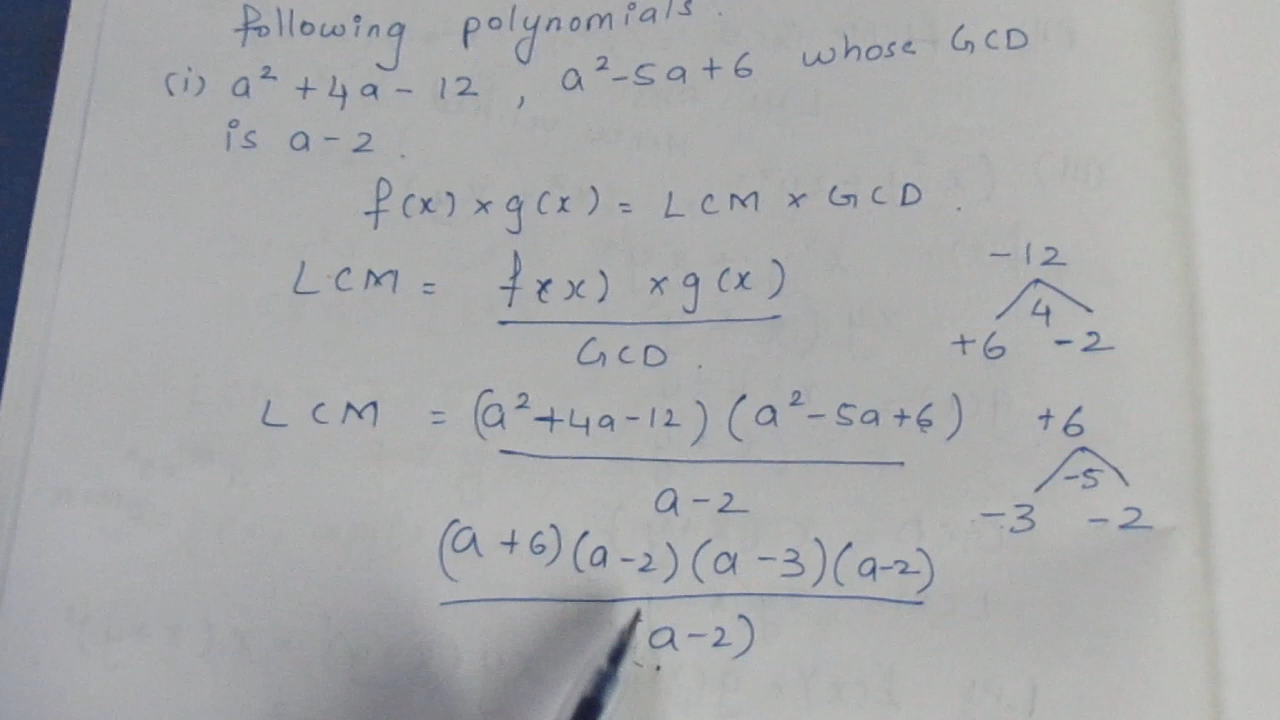 following polynomials.
(i) a² + 4a - 12 , a² - 5a + 6 whose GCD
is a - 2 .
f(x) × g(x) = LCM × GCD .
LCM = f(x) × g(x)
GCD .
-12
4
+6 -2
LCM = (a² + 4a - 12) (a² - 5a + 6)
a - 2
+6
-5
-3 -2
(a + 6) (a - 2) (a - 3) (a - 2)
(a - 2)